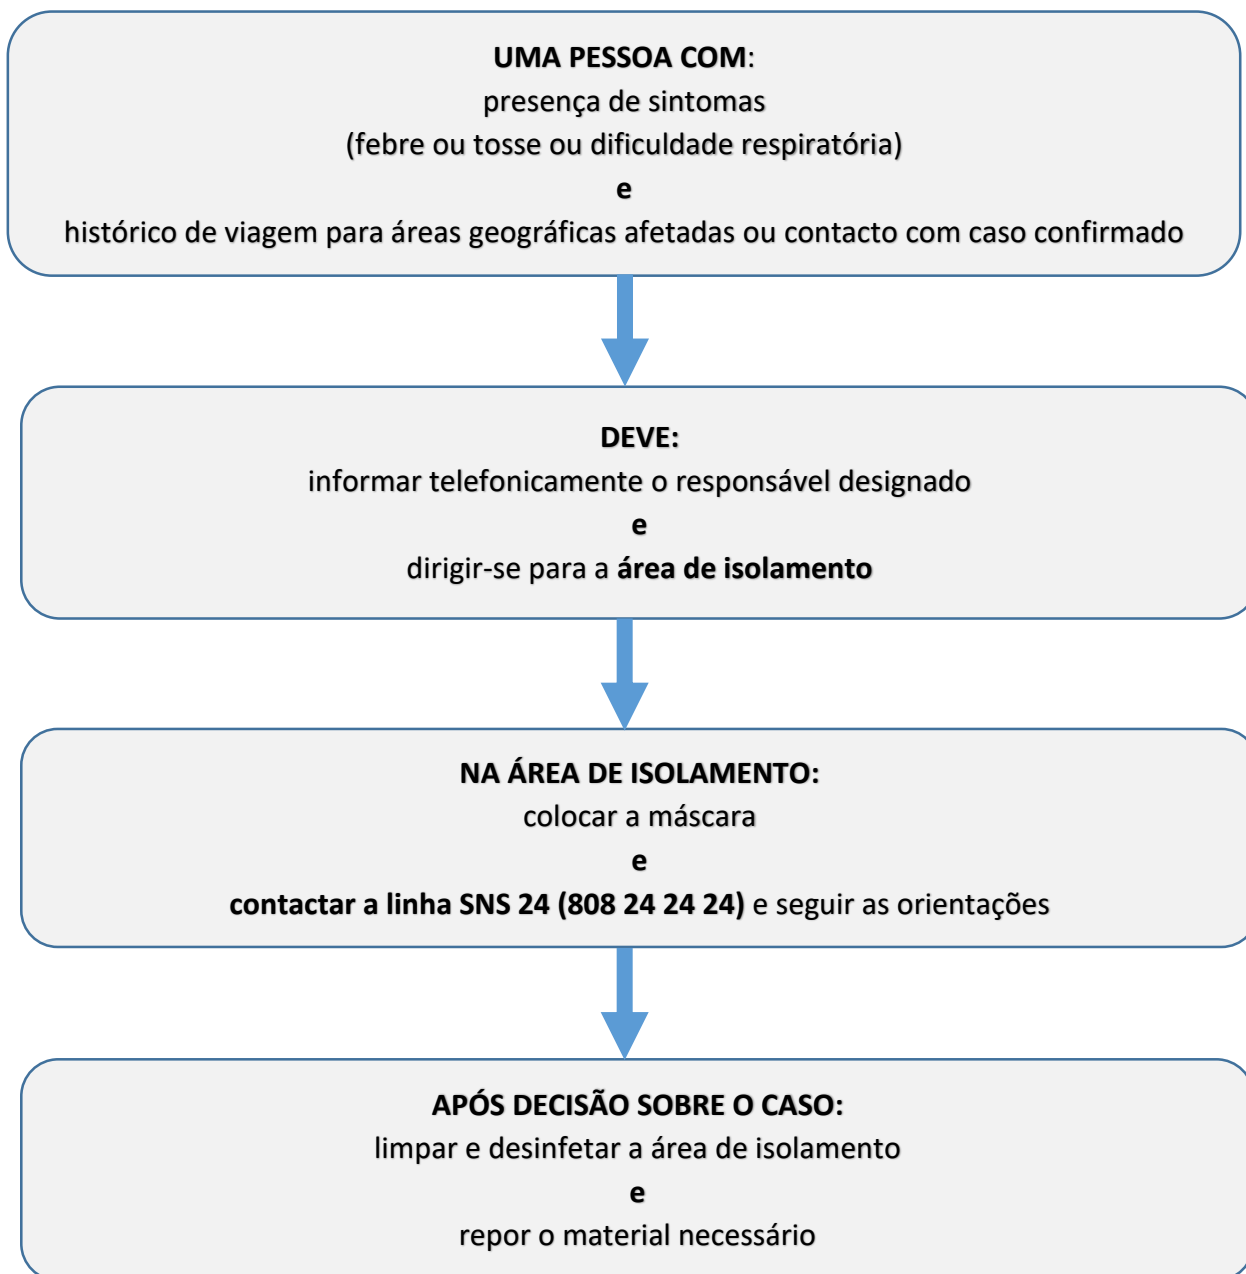 UMA PESSOA COM:
presença de sintomas
(febre ou tosse ou dificuldade respiratória)
e
histórico de viagem para áreas geográficas afetadas ou contacto com caso confirmado
DEVE:
informar telefonicamente o responsável designado
e
dirigir-se para a área de isolamento
NA ÁREA DE ISOLAMENTO:
colocar a máscara
e
contactar a linha SNS 24 (808 24 24 24) e seguir as orientações
APÓS DECISÃO SOBRE O CASO:
limpar e desinfetar a área de isolamento
e
repor o material necessário